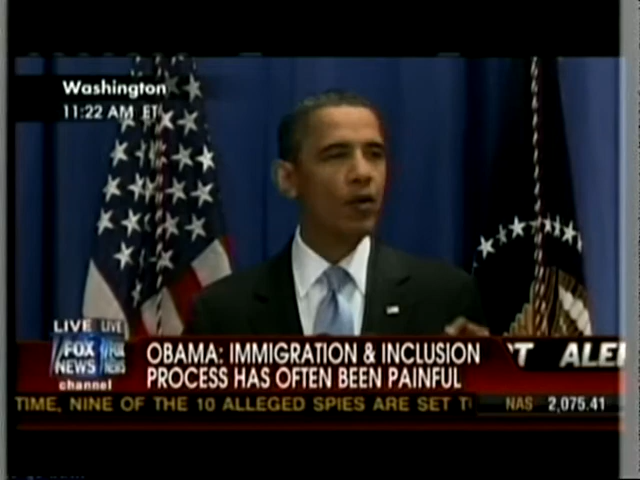 Washington
11:22 AM ET
LIVE LIVE
FOX NEWS
channel
OBAMA: IMMIGRATION & INCLUSION
PROCESS HAS OFTEN BEEN PAINFUL
TIME, NINE OF THE 10 ALLEGED SPIES ARE SET
NAS 2,075.41